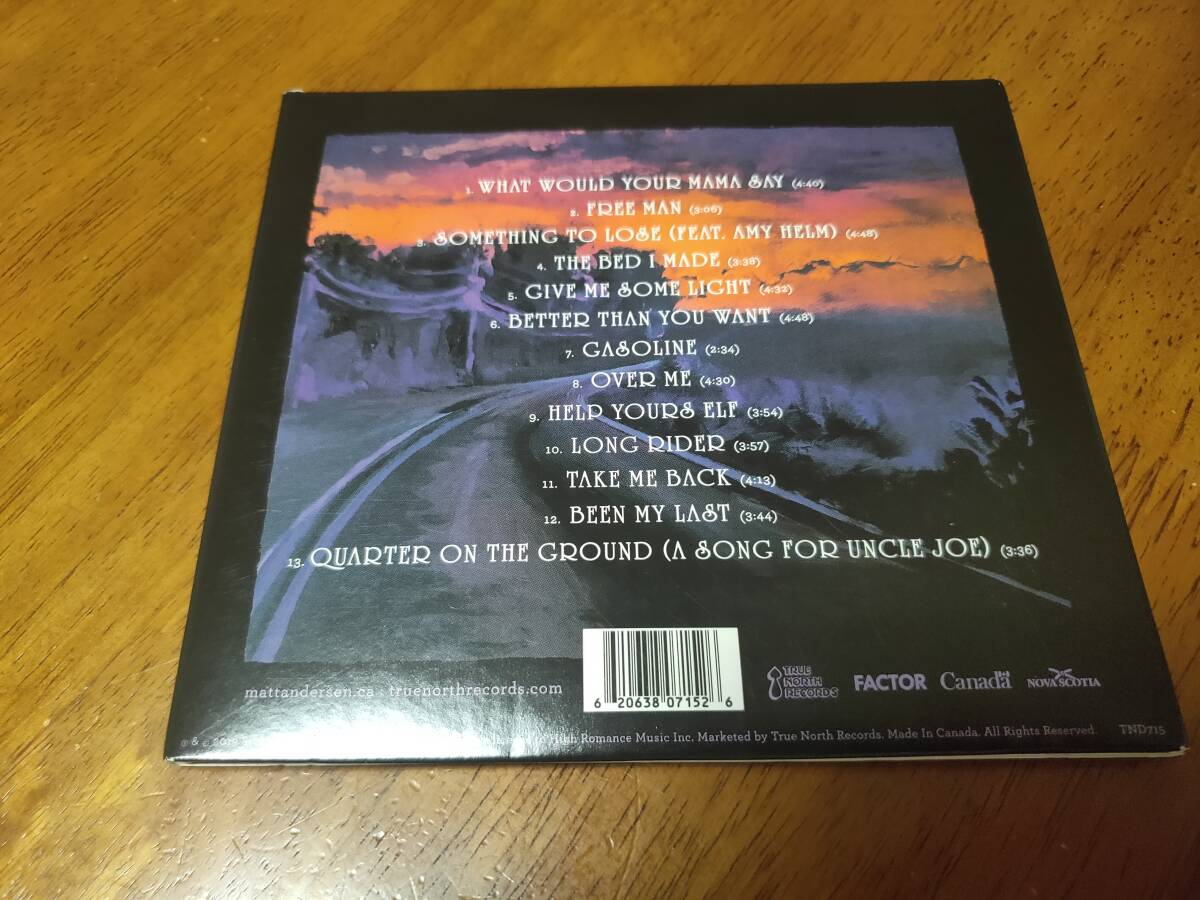 1. WHAT WOULD YOUR MAMA SAY (4:40)
2. FREE MAN (3:06)
3. SOMETHING TO LOSE (FEAT. AMY HELM) (4:48)
4. THE BED I MADE (3:38)
5. GIVE ME SOME LIGHT (4:32)
6. BETTER THAN YOU WANT (4:48)
7. GASOLINE (2:34)
8. OVER ME (4:30)
9. HELP YOURS ELF (3:54)
10. LONG RIDER (3:57)
11. TAKE ME BACK (4:13)
12. BEEN MY LAST (3:44)
13. QUARTER ON THE GROUND (A SONG FOR UNCLE JOE) (3:36)
mattandersen.ca : truenorthrecords.com
6 20638 07152 6
TRUE
NORTH
RECORDS
FACTOR
Canada
NOVA SCOTIA
℗ & © Romance Music Inc. Marketed by True North Records. Made in Canada. All Rights Reserved. TND715